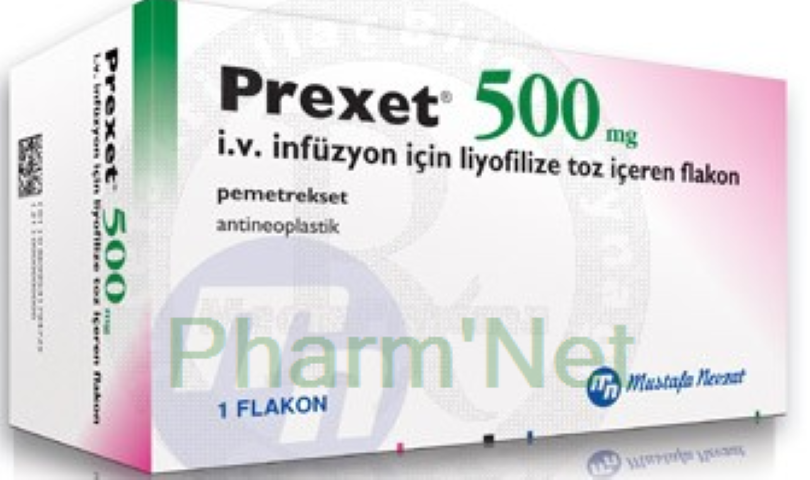 Prexet® 500 mg
i.v. infüzyon için liyofilize toz içeren flakon
pemetrekset
antineoplastik
Pharm'Net
1 FLAKON
Mustafa Nevzat
Prexet® 500 mg
i.v. infüzyon için liyofilize toz içeren flakon